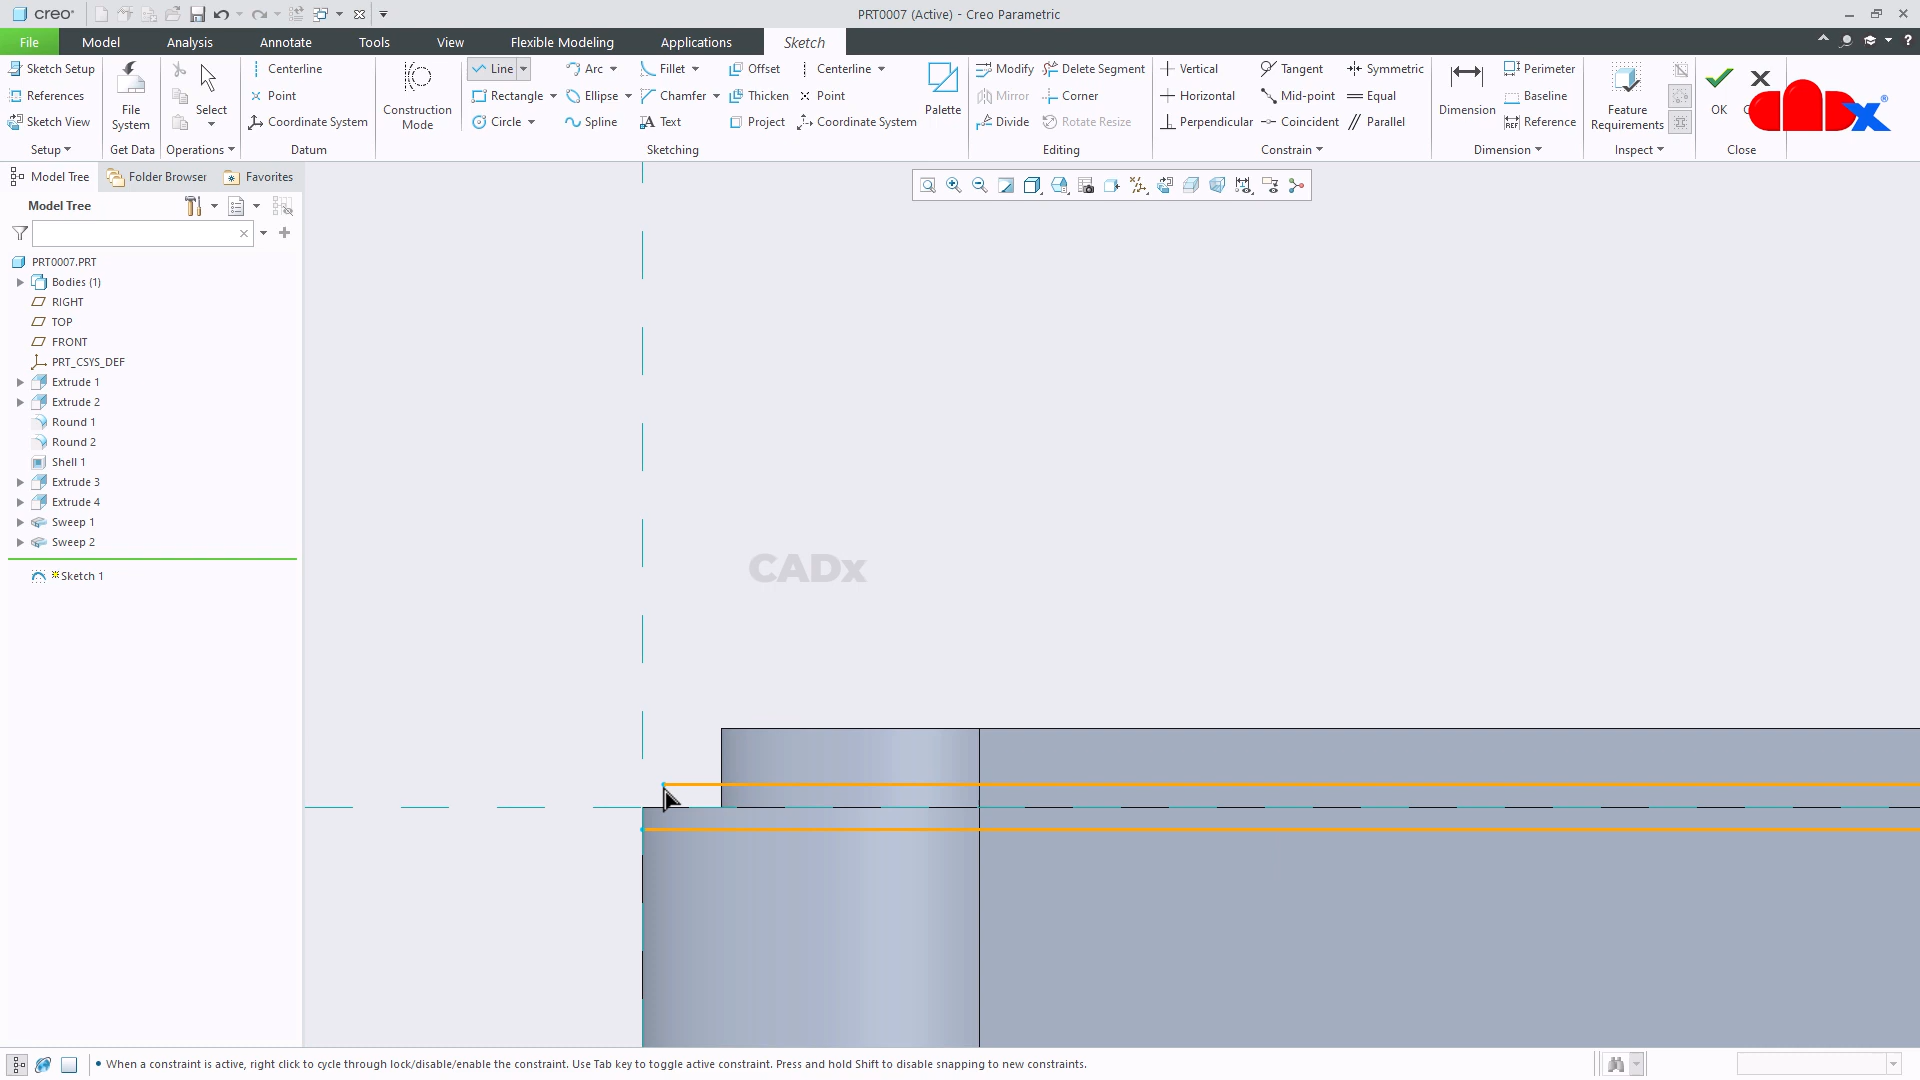 creo PRT0007 (Active) - Creo Parametric
File Model Analysis Annotate Tools View Flexible Modeling Applications Sketch
Sketch Setup Centerline Line Arc Fillet Offset Centerline Modify Delete Segment Vertical Tangent Symmetric Perimeter
References Point Rectangle Ellipse Chamfer Thicken Point Mirror Corner Horizontal Mid-point Equal Baseline
File System Select Construction Mode Palette Dimension Feature Requirements OK
Sketch View Coordinate System Circle Spline Text Project Coordinate System Divide Rotate Resize Perpendicular Coincident Parallel Reference
Setup Get Data Operations Datum Sketching Editing Constrain Dimension Inspect Close
CADx
Model Tree Folder Browser Favorites
Model Tree
PRT0007.PRT
Bodies (1)
RIGHT
TOP
FRONT
PRT_CSYS_DEF
Extrude 1
Extrude 2
Round 1
Round 2
Shell 1
Extrude 3
Extrude 4
Sweep 1
Sweep 2
Sketch 1
CADx
• When a constraint is active, right click to cycle through lock/disable/enable the constraint. Use Tab key to toggle active constraint. Press and hold Shift to disable snapping to new constraints.